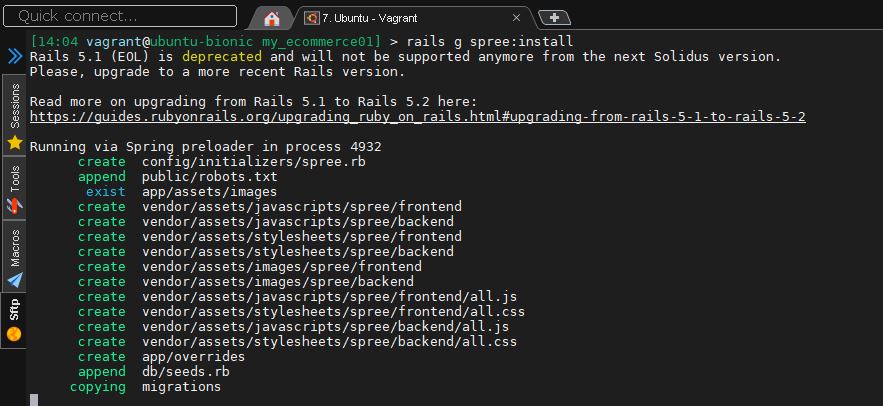 Quick connect...
7. Ubuntu - Vagrant
[14:04 vagrant@ubuntu-bionic my_ecommerce01] > rails g spree:install
Rails 5.1 (EOL) is deprecated and will not be supported anymore from the next Solidus version.
Please, upgrade to a more recent Rails version.
Read more on upgrading from Rails 5.1 to Rails 5.2 here:
https://guides.rubyonrails.org/upgrading_ruby_on_rails.html#upgrading-from-rails-5-1-to-rails-5-2
Running via Spring preloader in process 4932
create config/initializers/spree.rb
append public/robots.txt
exist app/assets/images
create vendor/assets/javascripts/spree/frontend
create vendor/assets/javascripts/spree/backend
create vendor/assets/stylesheets/spree/frontend
create vendor/assets/stylesheets/spree/backend
create vendor/assets/images/spree/frontend
create vendor/assets/images/spree/backend
create vendor/assets/javascripts/spree/frontend/all.js
create vendor/assets/stylesheets/spree/frontend/all.css
create vendor/assets/javascripts/spree/backend/all.js
create vendor/assets/stylesheets/spree/backend/all.css
create app/overrides
append db/seeds.rb
copying migrations
Sessions
Tools
Macros
Sftp